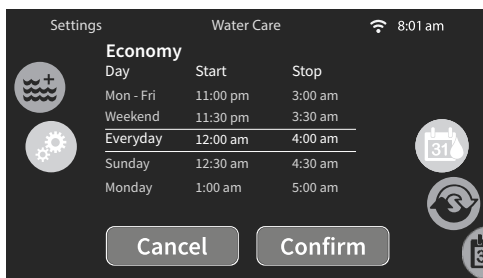 Settings Water Care 8:01 am
Economy
Day Start Stop
Mon - Fri 11:00 pm 3:00 am
Weekend 11:30 pm 3:30 am
Everyday 12:00 am 4:00 am
Sunday 12:30 am 4:30 am
Monday 1:00 am 5:00 am
31
Cancel Confirm